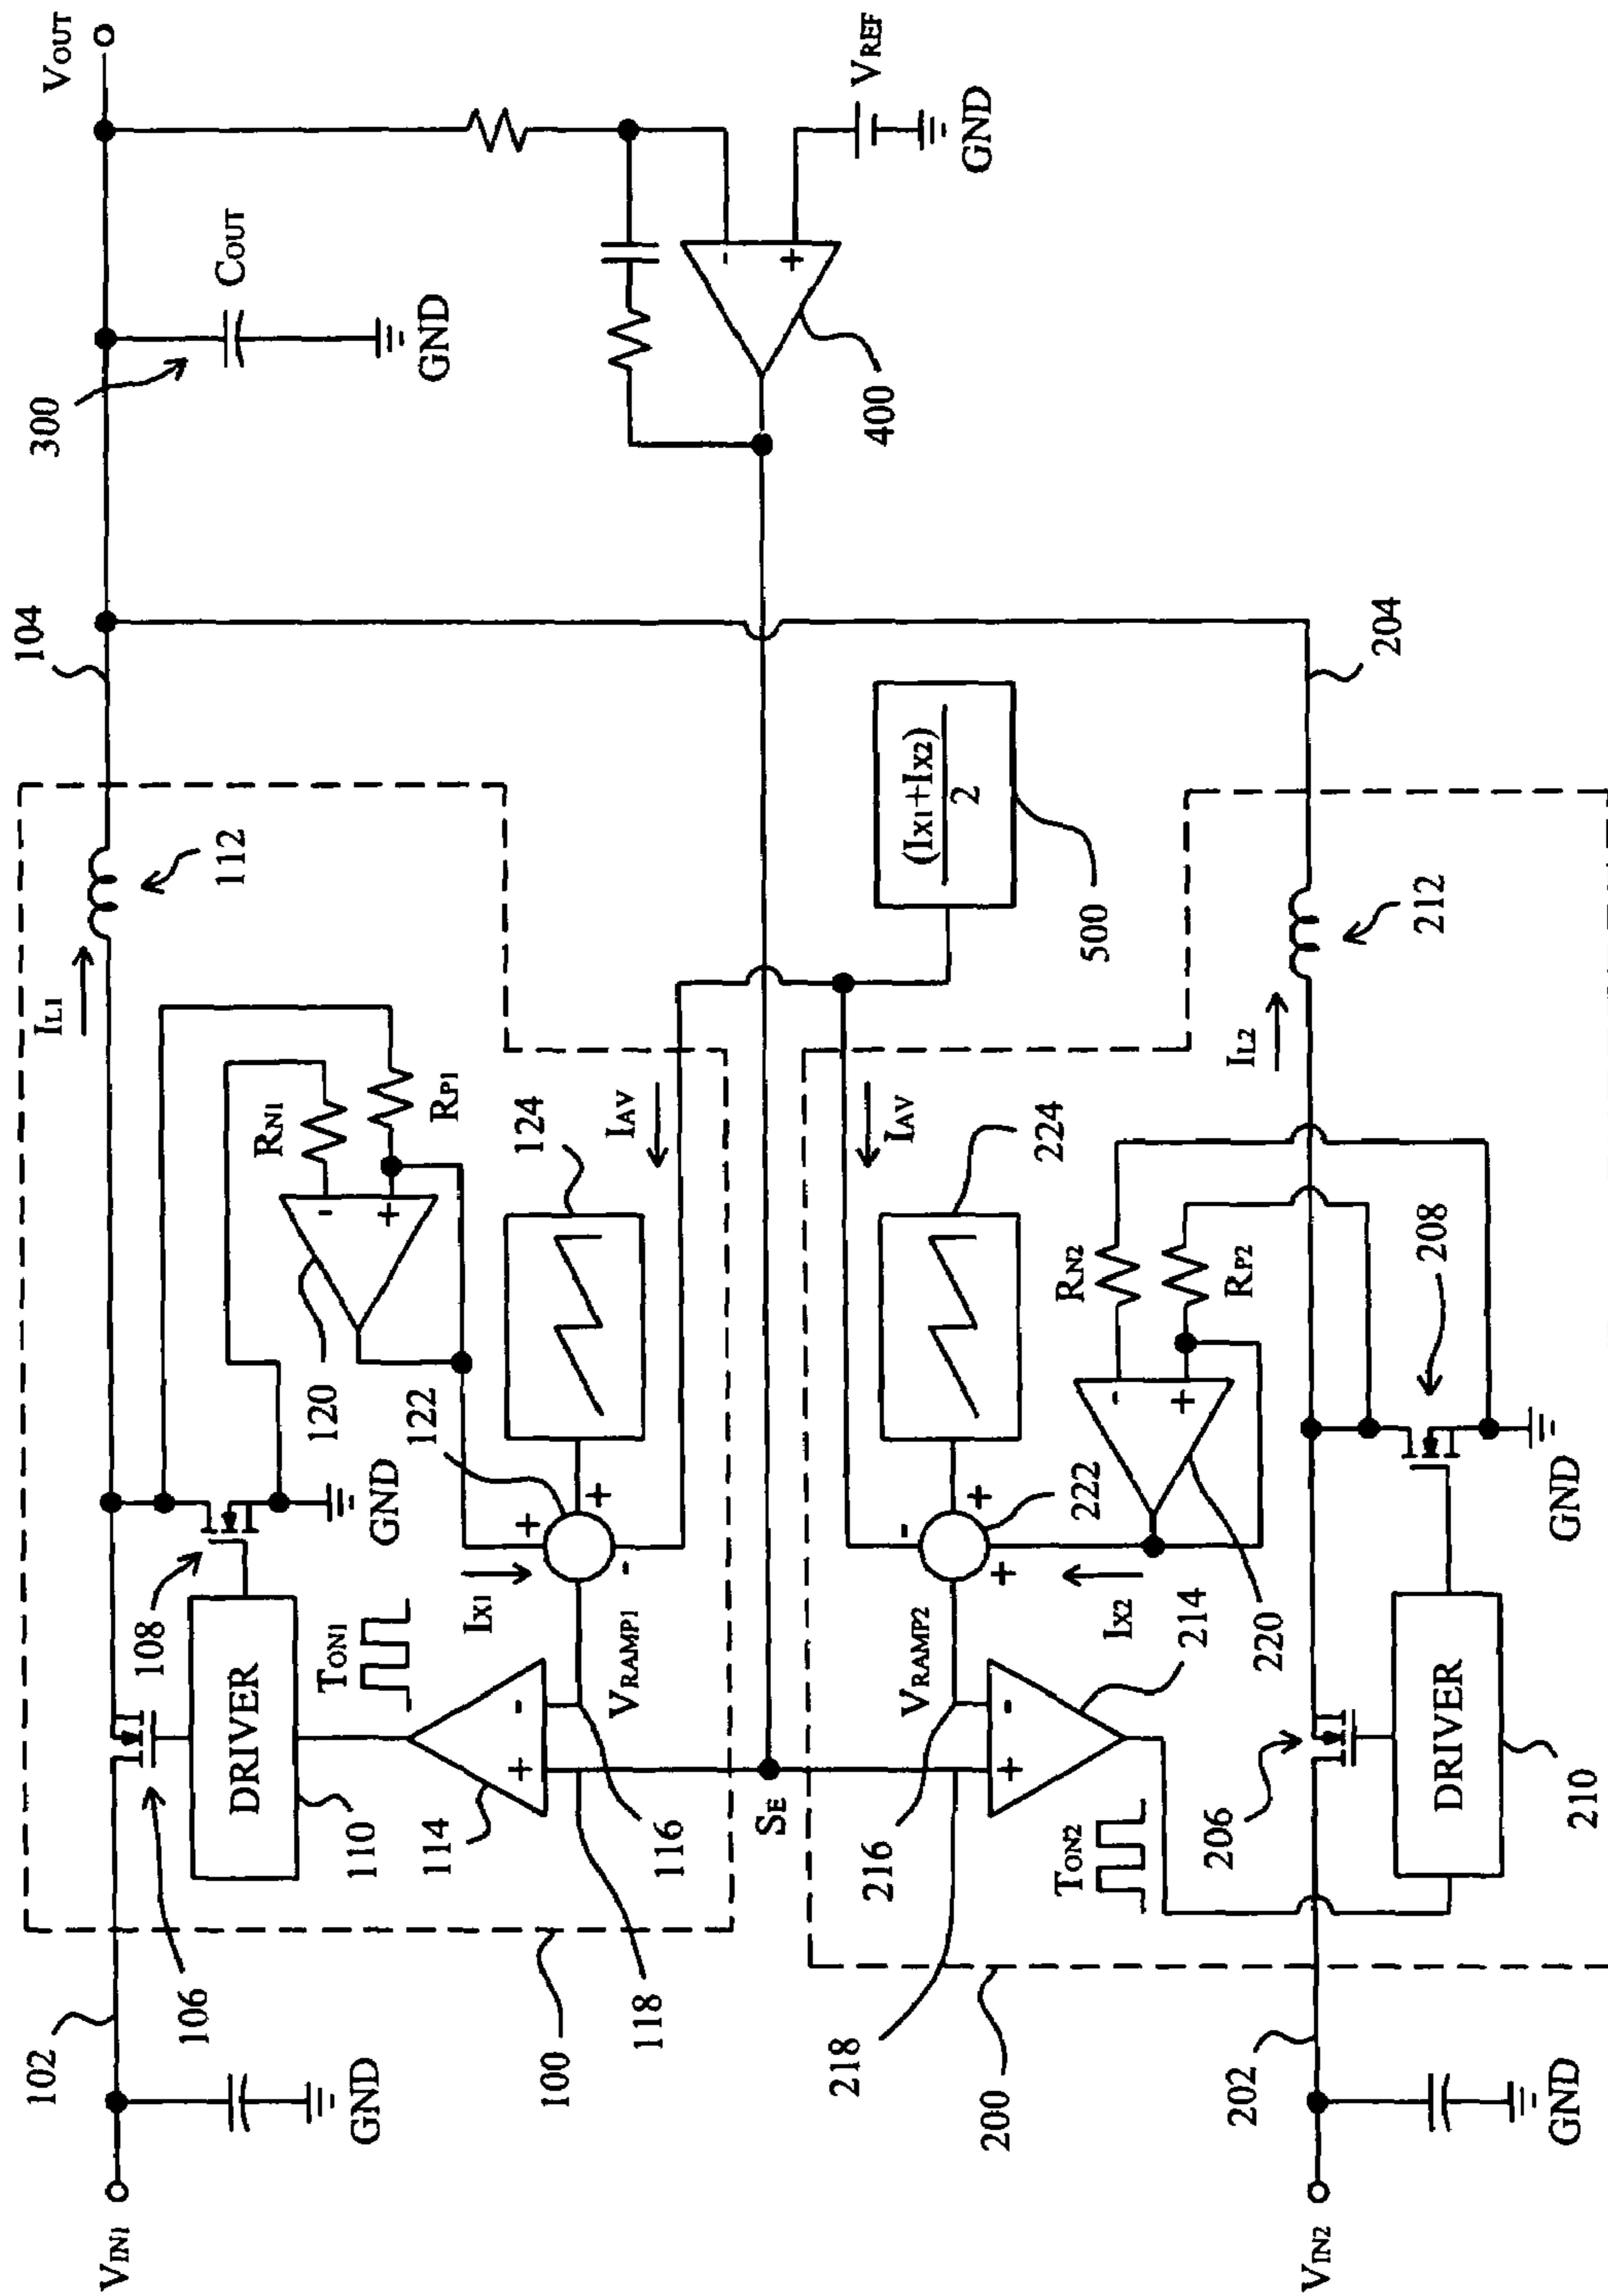 VIN1
102
GND
106
DRIVER
110
108
GND
TON1
114
116
118
100
VRAMP1
IX1
122
120
RN1
RP1
124
IAV
IL1
112
104
300
COUT
GND
VOUT
VREF
GND
400
-
+
-
+
+
-
+
+
-
SE
(IX1+IX2)
2
500
VIN2
202
GND
200
218
216
VRAMP2
TON2
206
DRIVER
210
214
220
IX2
222
224
IAV
RN2
RP2
208
GND
IL2
212
204
-
+
-
+
+
-
+